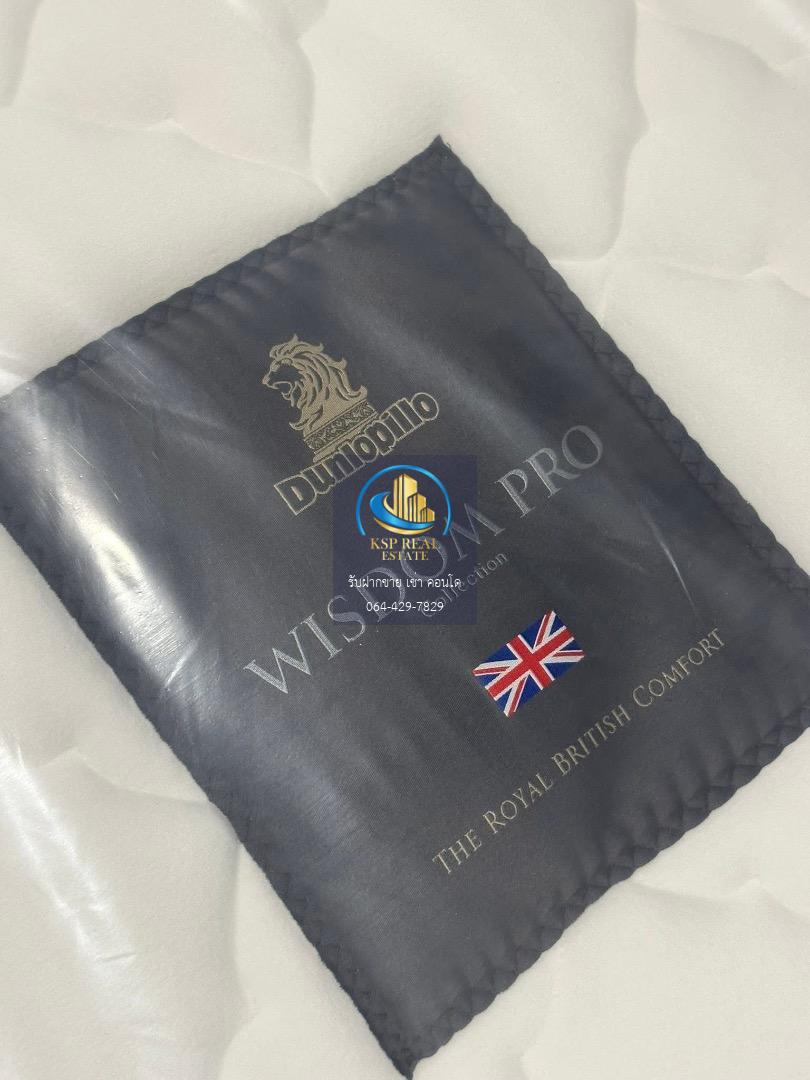 Dunlopillo
WISDOM PRO
Collection
THE ROYAL BRITISH COMFORT
KSP REAL
ESTATE
รับฝากขาย เช่า คอนโด
064-429-7829